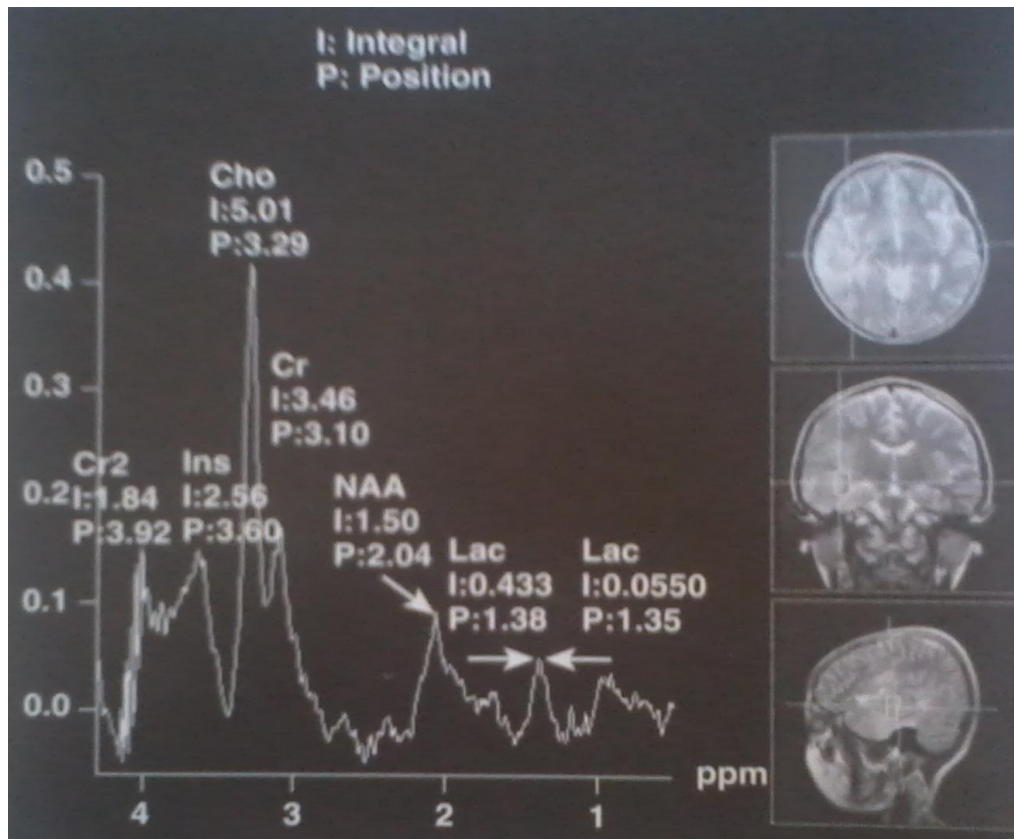 I: Integral
P: Position
0.5
0.4
0.3
0.2
0.1
0.0
Cho
I:5.01
P:3.29
Cr
I:3.46
P:3.10
Cr2
I:1.84
P:3.92
Ins
I:2.56
P:3.60
NAA
I:1.50
P:2.04
Lac
I:0.433
P:1.38
Lac
I:0.0550
P:1.35
4 3 2 1 ppm